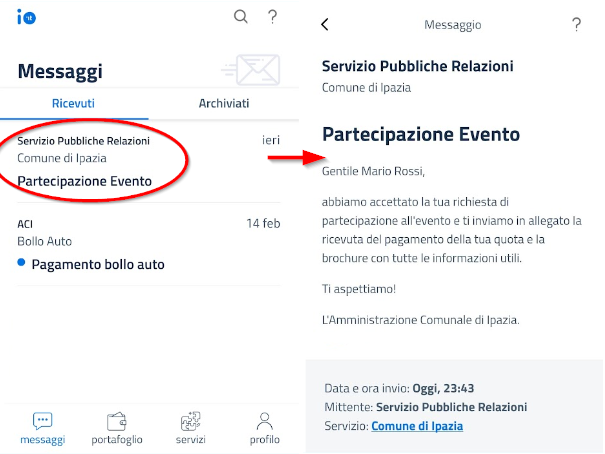 io
Messaggi
Ricevuti
Archiviati
Servizio Pubbliche Relazioni
ieri
Comune di Ipazia
Partecipazione Evento
ACI
14 feb
Bollo Auto
Pagamento bollo auto
messaggi
portafoglio
servizi
profilo
Messaggio
?
Servizio Pubbliche Relazioni
Comune di Ipazia
Partecipazione Evento
Gentile Mario Rossi,
abbiamo accettato la tua richiesta di
partecipazione all'evento e ti inviamo in allegato la
ricevuta del pagamento della tua quota e la
brochure con tutte le informazioni utili.
Ti aspettiamo!
L'Amministrazione Comunale di Ipazia.
Data e ora invio: Oggi, 23:43
Mittente: Servizio Pubbliche Relazioni
Servizio: Comune di Ipazia